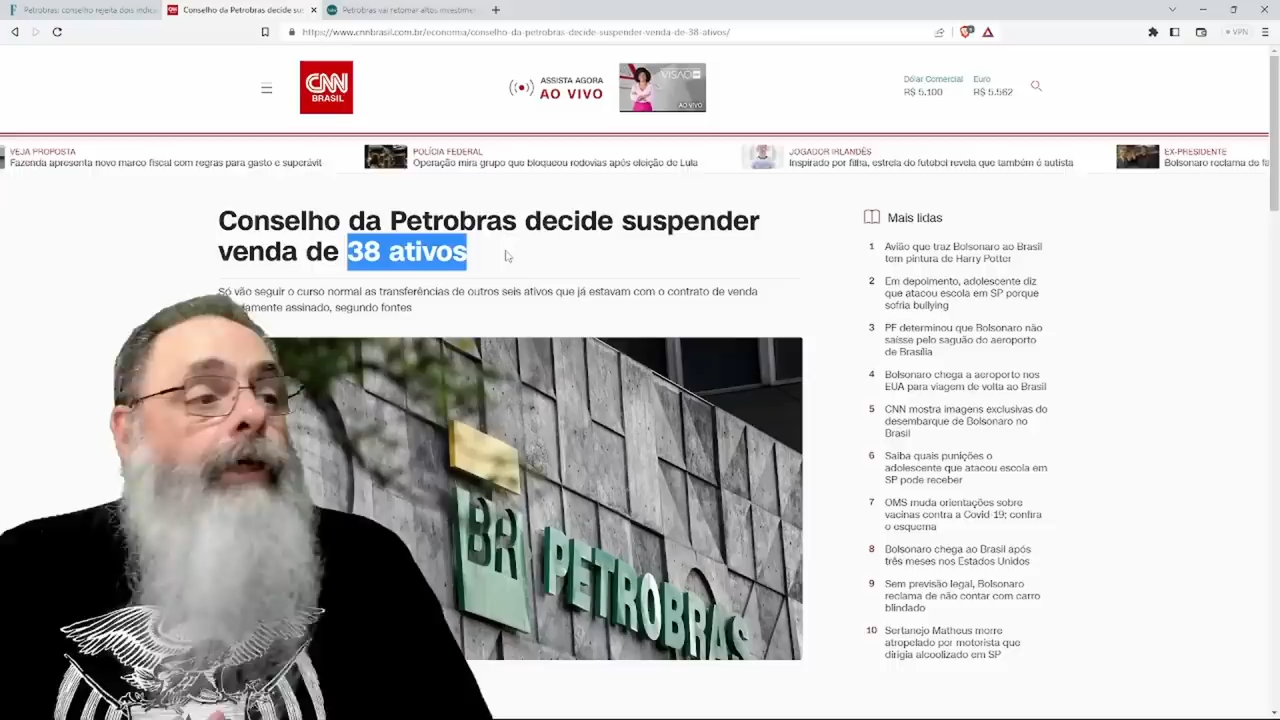 Petrobras: conselho rejeita dois indica
Conselho da Petrobras decide sus
Petrobras vai retomar altos investime
https://www.cnnbrasil.com.br/economia/conselho-da-petrobras-decide-suspender-venda-de-38-ativos/
VPN
CNN
BRASIL
ASSISTA AGORA
AO VIVO
VISÃO
AO VIVO
Dólar Comercial
R$ 5.100
Euro
R$ 5.562
VEJA PROPOSTA
Fazenda apresenta novo marco fiscal com regras para gasto e superávit
POLÍCIA FEDERAL
Operação mira grupo que bloqueou rodovias após eleição de Lula
JOGADOR IRLANDÊS
Inspirado por filha, estrela do futebol revela que também é autista
EX-PRESIDENTE
Bolsonaro reclama de fa
Conselho da Petrobras decide suspender
venda de 38 ativos
Só vão seguir o curso normal as transferências de outros seis ativos que já estavam com o contrato de venda
assinado, segundo fontes
BR
PETROBRAS
Mais lidas
1 Avião que traz Bolsonaro ao Brasil
tem pintura de Harry Potter
2 Em depoimento, adolescente diz
que atacou escola em SP porque
sofria bullying
3 PF determinou que Bolsonaro não
saísse pelo saguão do aeroporto
de Brasília
4 Bolsonaro chega a aeroporto nos
EUA para viagem de volta ao Brasil
5 CNN mostra imagens exclusivas do
desembarque de Bolsonaro no
Brasil
6 Saiba quais punições o
adolescente que atacou escola em
SP pode receber
7 OMS muda orientações sobre
vacinas contra a Covid-19; confira
o esquema
8 Bolsonaro chega ao Brasil após
três meses nos Estados Unidos
9 Sem previsão legal, Bolsonaro
reclama de não contar com carro
blindado
10 Sertanejo Matheus morre
atropelado por motorista que
dirigia alcoolizado em SP